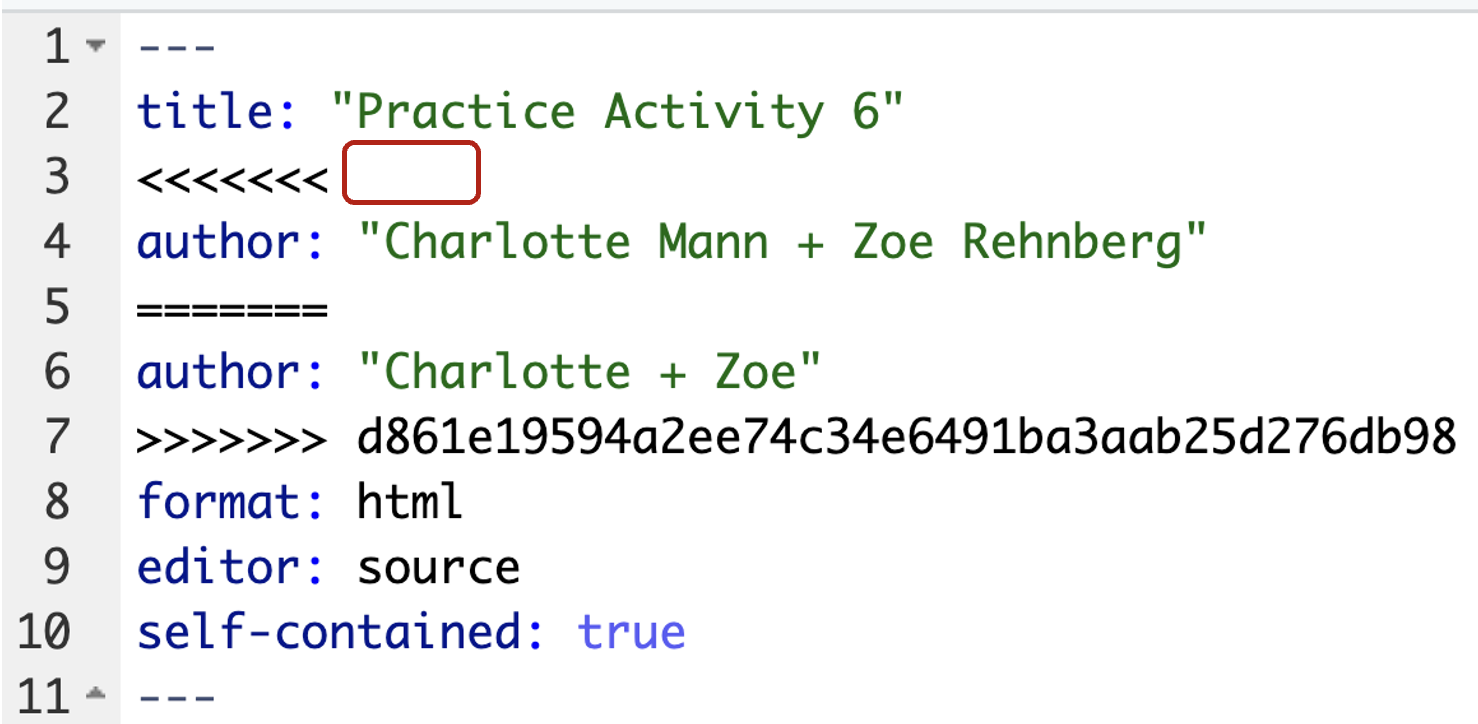 1 ---
2 title: "Practice Activity 6"
3 <<<<<<<
4 author: "Charlotte Mann + Zoe Rehnberg"
5 =======
6 author: "Charlotte + Zoe"
7 >>>>>>> d861e19594a2ee74c34e6491ba3aab25d276db98
8 format: html
9 editor: source
10 self-contained: true
11 ---